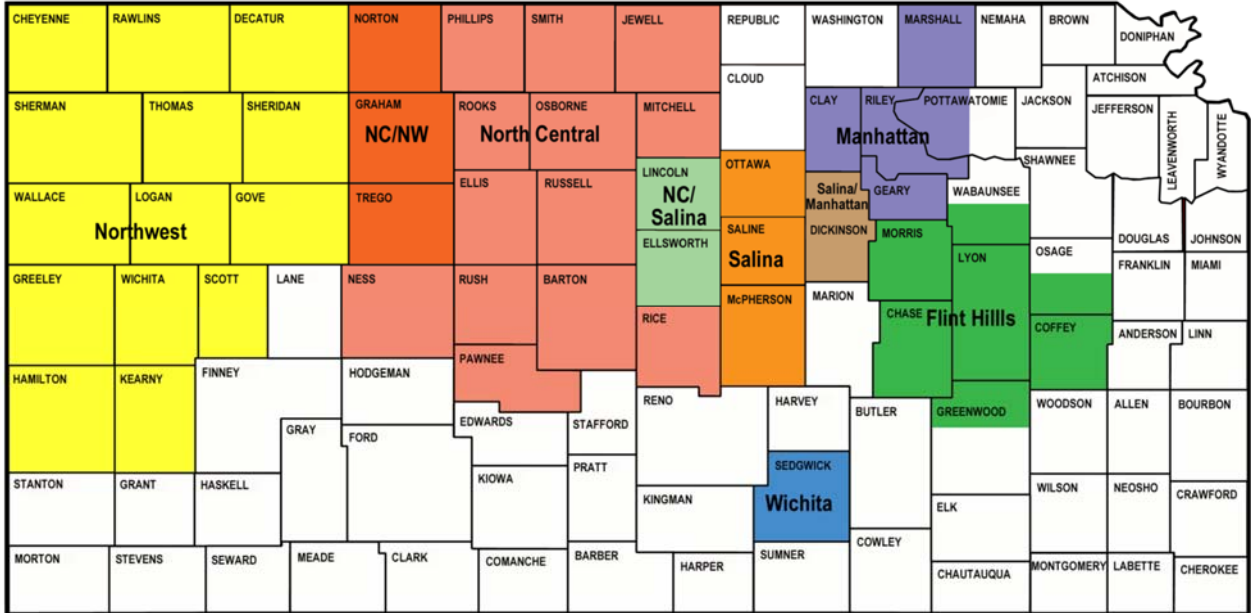 CHEYENNE
RAWLINS
DECATUR
NORTON
PHILLIPS
SMITH
JEWELL
REPUBLIC
WASHINGTON
MARSHALL
NEMAHA
BROWN
DONIPHAN
CLOUD
ATCHISON
SHERMAN
THOMAS
SHERIDAN
GRAHAM
NC/NW
ROOKS
OSBORNE
North Central
MITCHELL
CLAY
RILEY
POTTAWATOMIE
Manhattan
JACKSON
JEFFERSON
LEAVENWORTH
WYANDOTTE
OTTAWA
SHAWNEE
WALLACE
LOGAN
GOVE
Northwest
TREGO
ELLIS
RUSSELL
LINCOLN
NC/
Salina
Salina/
Manhattan
GEARY
WABAUNSEE
SALINE
Salina
DICKINSON
MORRIS
ELLSWORTH
DOUGLAS
JOHNSON
GREELEY
WICHITA
SCOTT
LANE
NESS
RUSH
BARTON
LYON
OSAGE
FRANKLIN
MIAMI
McPHERSON
MARION
RICE
CHASE
Flint Hillls
COFFEY
ANDERSON
LINN
HAMILTON
KEARNY
FINNEY
HODGEMAN
PAWNEE
RENO
HARVEY
BUTLER
GREENWOOD
WOODSON
ALLEN
BOURBON
GRAY
FORD
EDWARDS
STAFFORD
STANTON
GRANT
HASKELL
KIOWA
PRATT
SEDGWICK
Wichita
KINGMAN
ELK
WILSON
NEOSHO
CRAWFORD
MORTON
STEVENS
SEWARD
MEADE
CLARK
COMANCHE
BARBER
HARPER
SUMNER
COWLEY
CHAUTAUQUA
MONTGOMERY
LABETTE
CHEROKEE